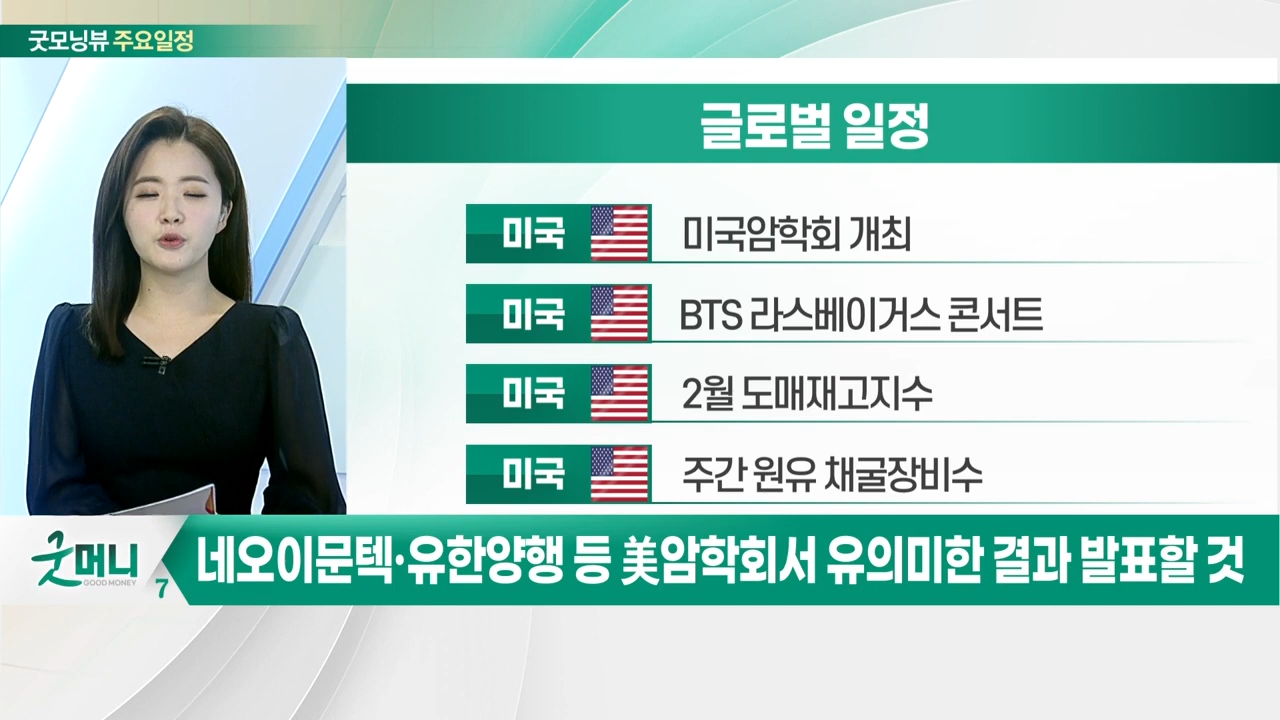 굿모닝뷰 주요일정
글로벌 일정
미국 미국암학회 개최
미국 BTS 라스베이거스 콘서트
미국 2월 도매재고지수
미국 주간 원유 채굴장비수
굿머니 GOOD MONEY 7
네오이문텍·유한양행 등 美암학회서 유의미한 결과 발표할 것